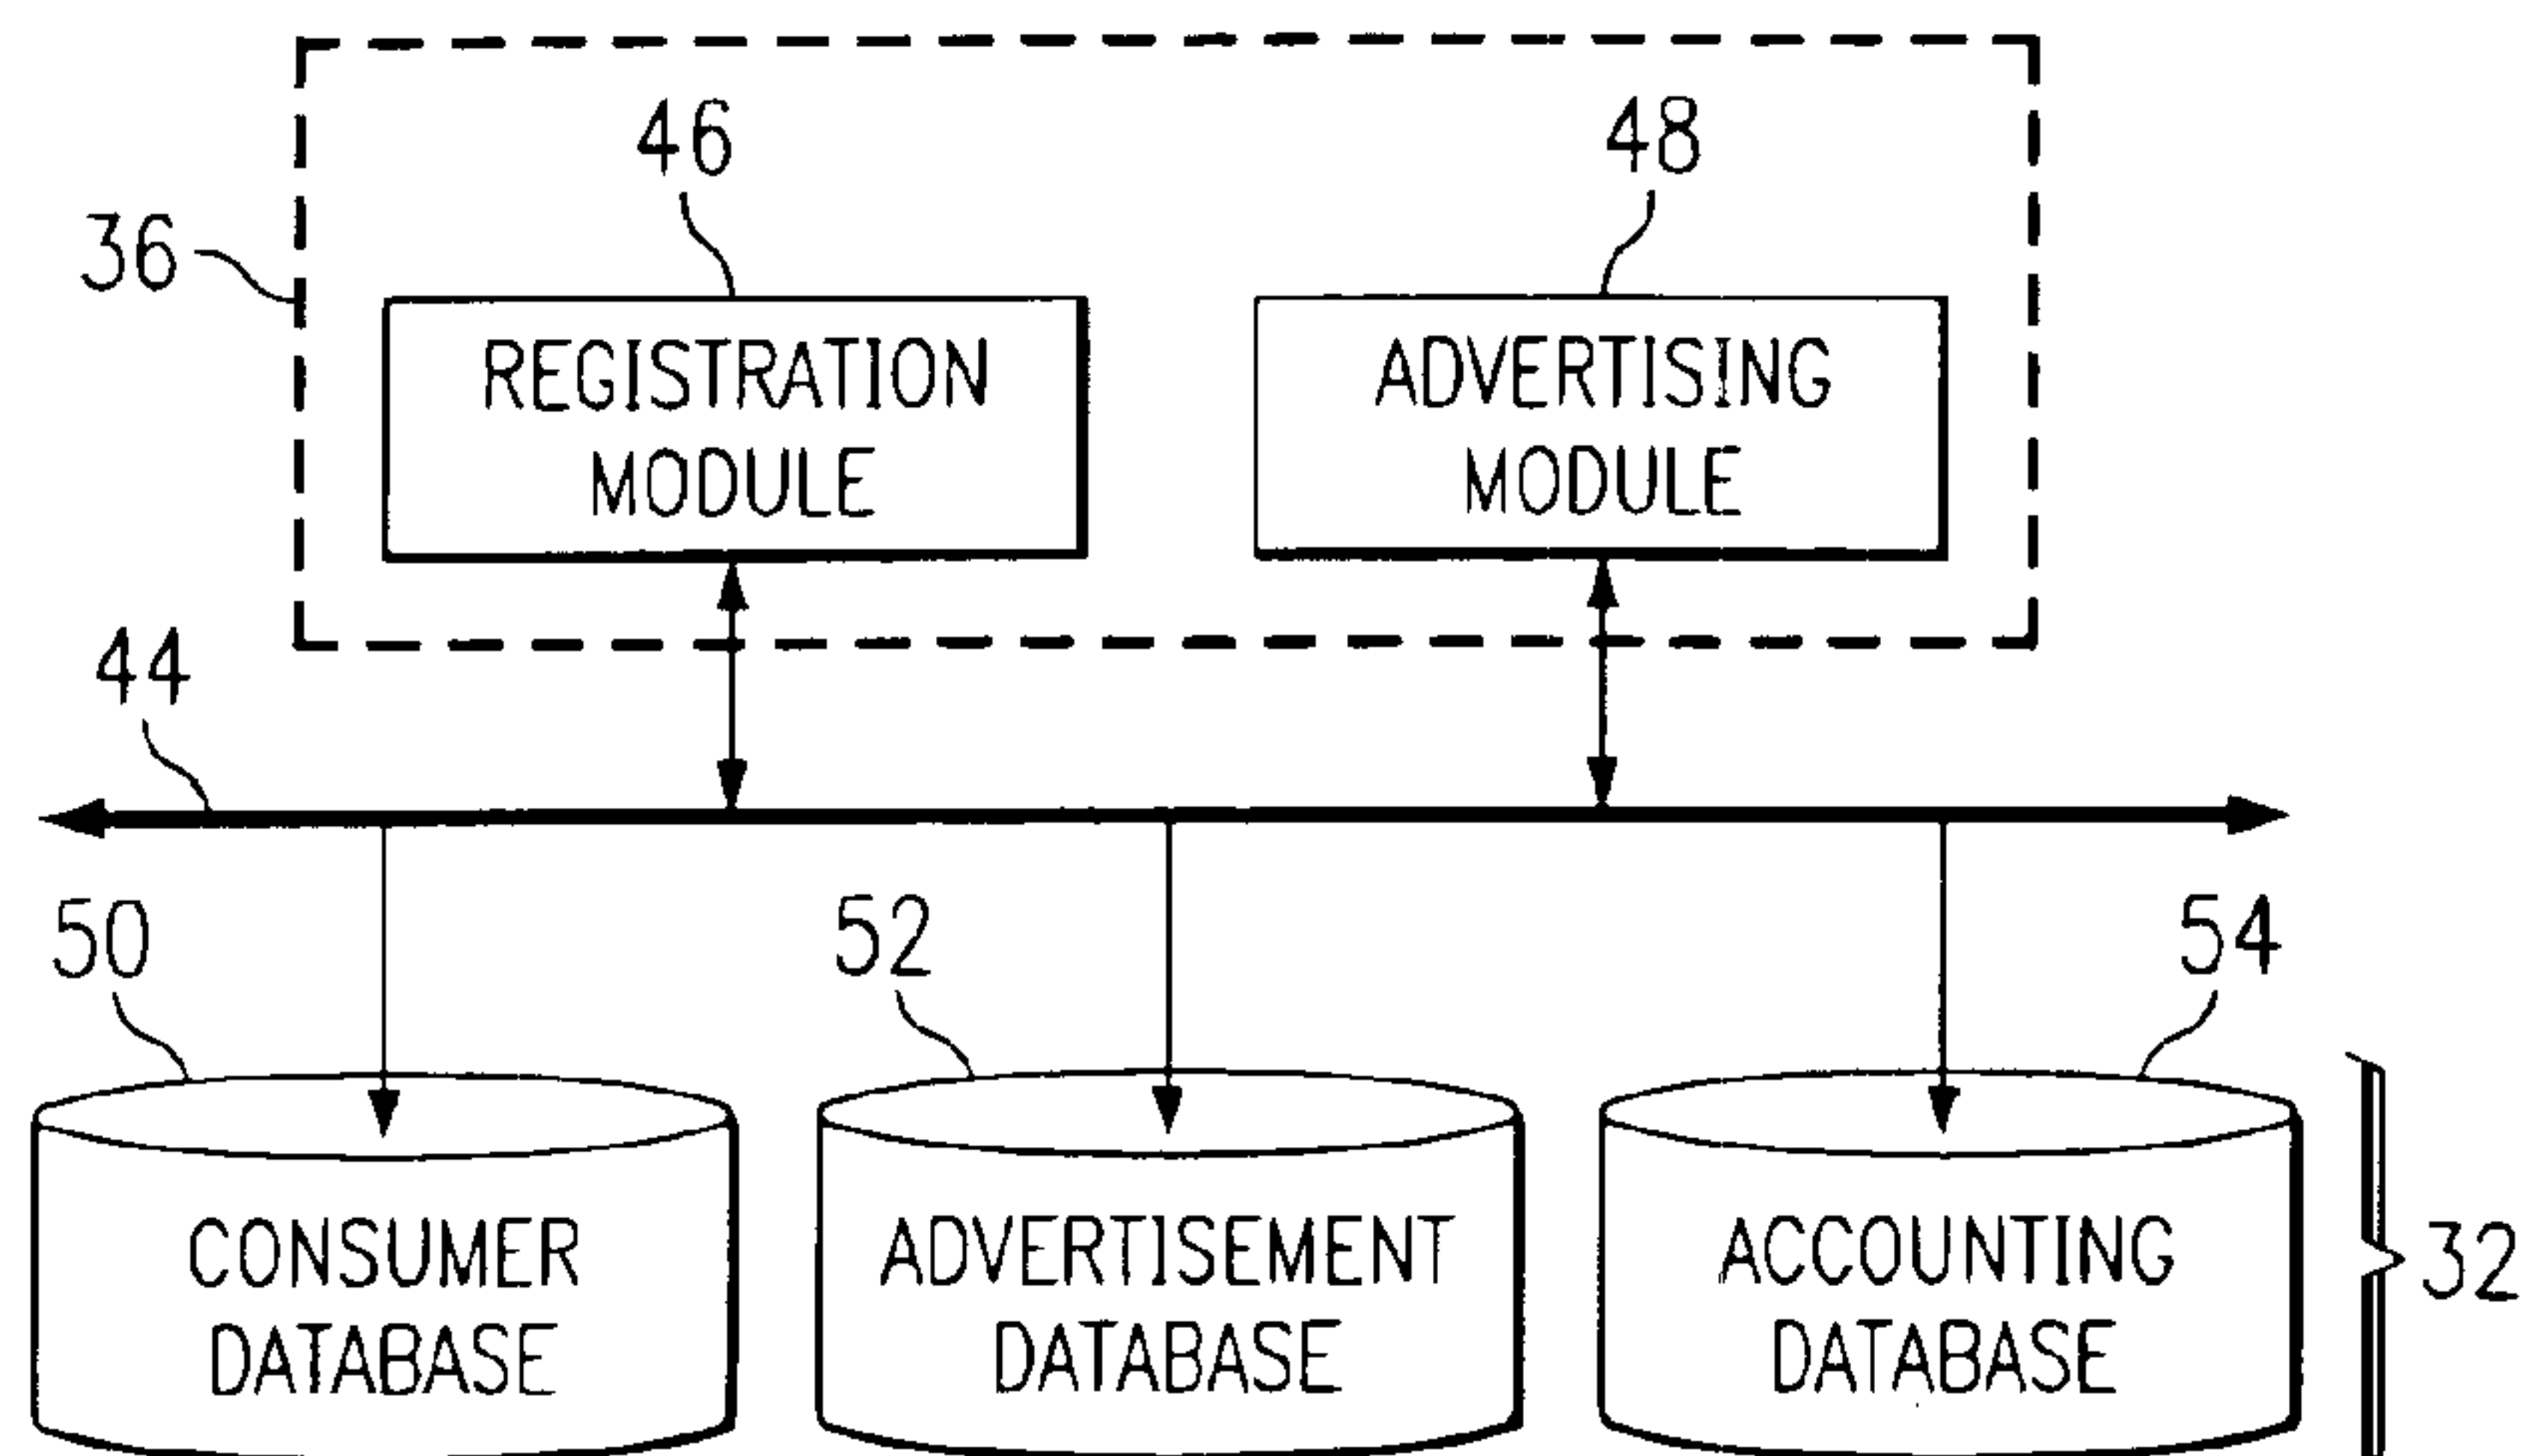 46
48
36
REGISTRATION
MODULE
ADVERTISING
MODULE
44
50
52
54
CONSUMER
DATABASE
ADVERTISEMENT
DATABASE
ACCOUNTING
DATABASE
32